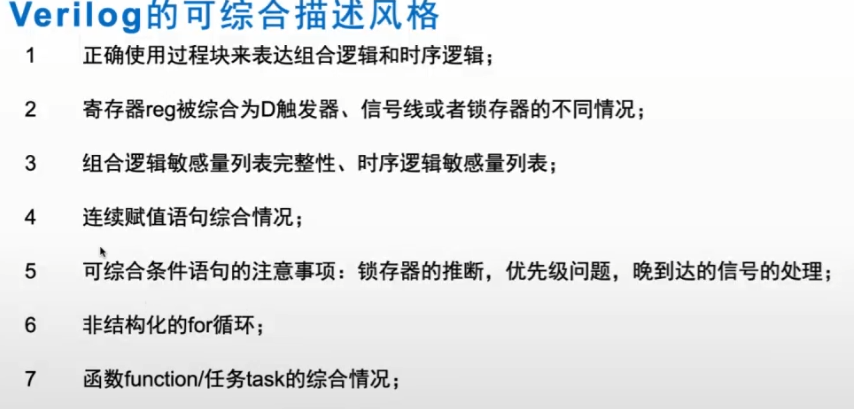 Verilog的可综合描述风格
1 正确使用过程块来表达组合逻辑和时序逻辑；
2 寄存器reg被综合为D触发器、信号线或者锁存器的不同情况；
3 组合逻辑敏感量列表完整性、时序逻辑敏感量列表；
4 连续赋值语句综合情况；
5 可综合条件语句的注意事项：锁存器的推断，优先级问题，晚到达的信号的处理；
6 非结构化的for循环；
7 函数function/任务task的综合情况；